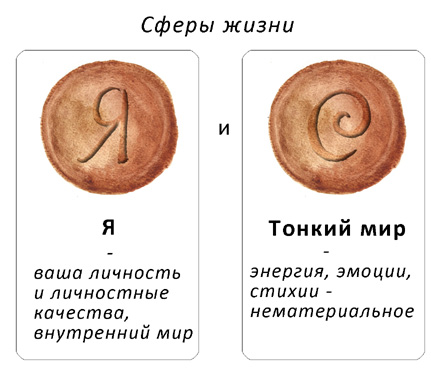 Сферы жизни
Я
и
Я
-
ваша личность
и личностные
качества,
внутренний мир
Тонкий мир
-
энергия, эмоции,
стихии -
нематериальное